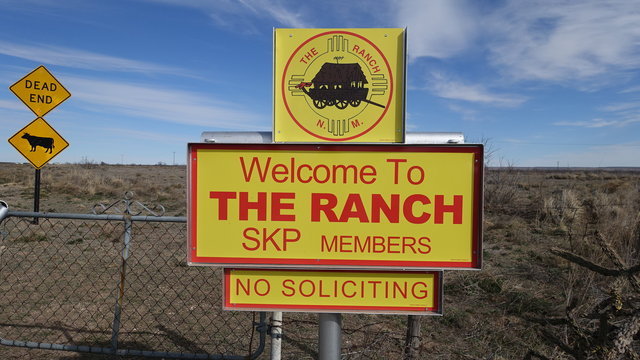 DEAD
END
THE RANCH
N. M.
Welcome To
THE RANCH
SKP MEMBERS
NO SOLICITING